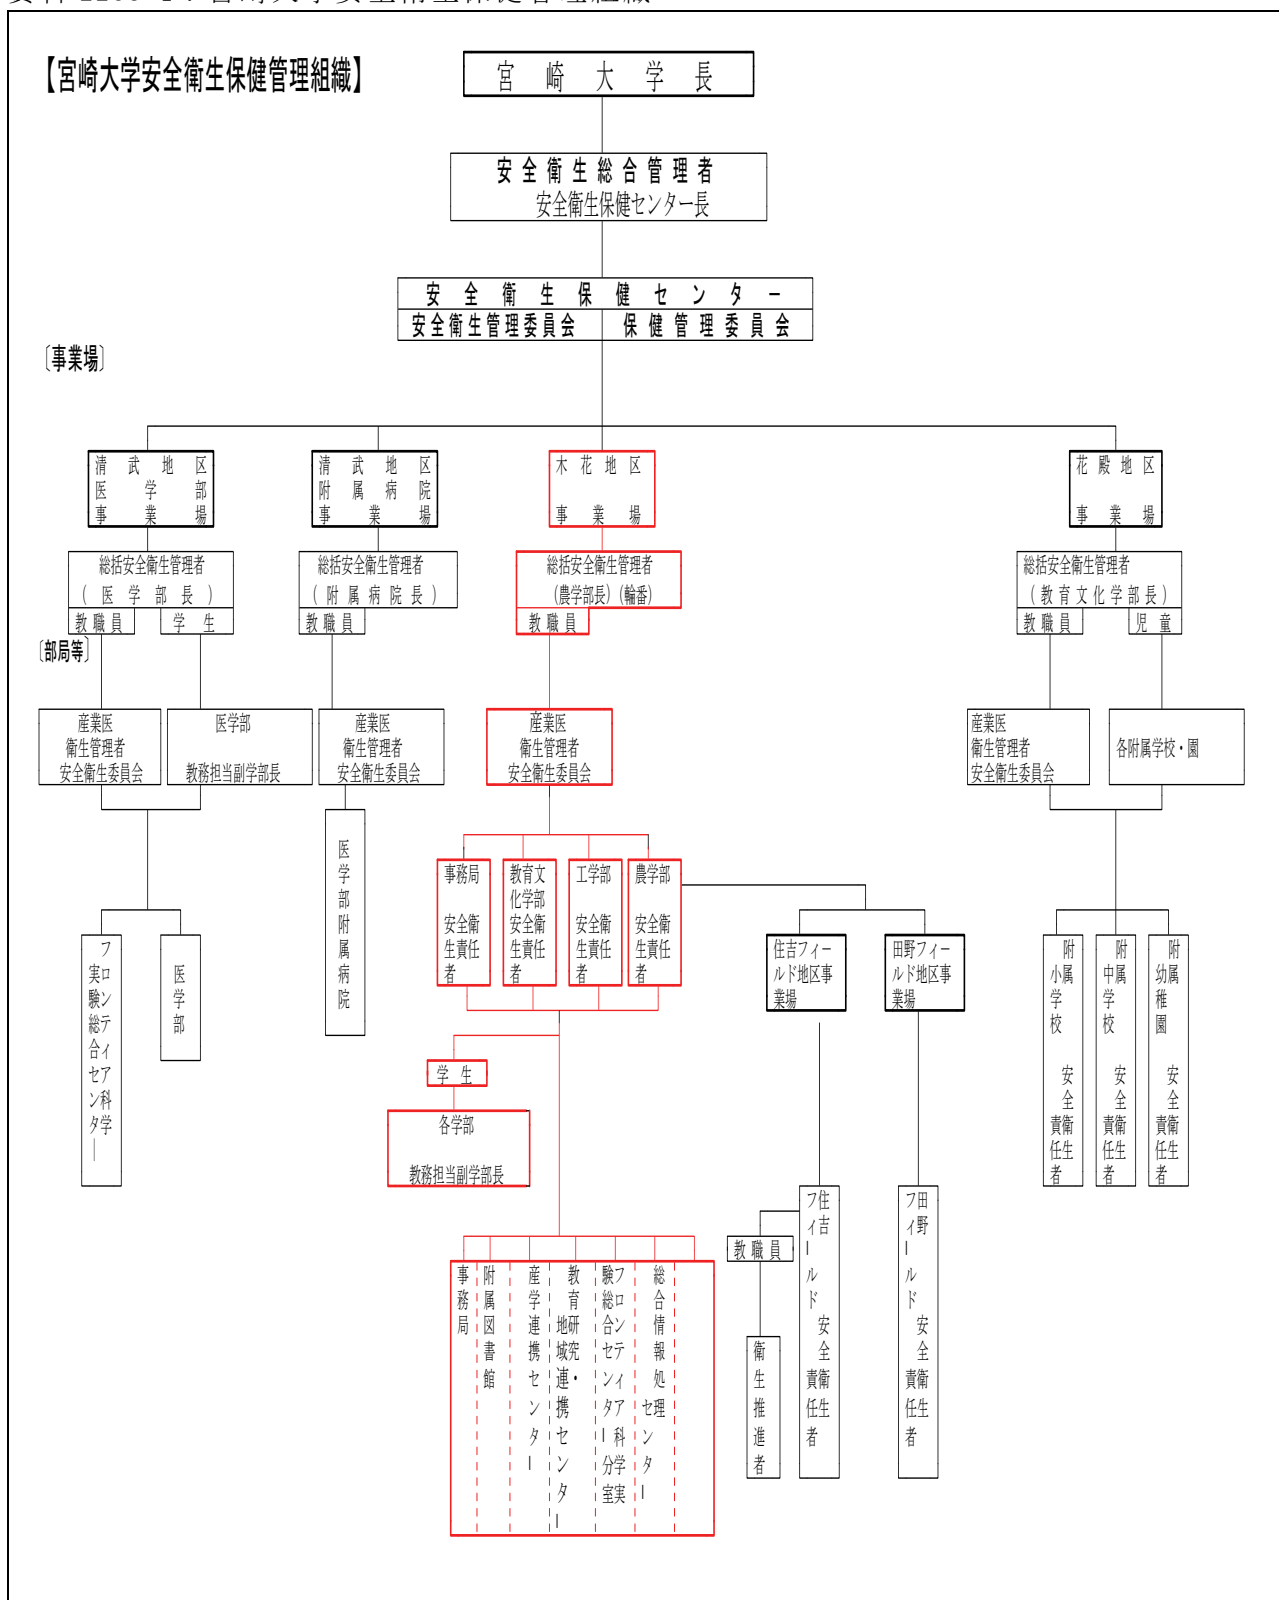 【宮崎大学安全衛生保健管理組織】
宮崎大学長
安全衛生総合管理者
安全衛生保健センター長
安全衛生保健センター
安全衛生管理委員会
保健管理委員会
〔事業場〕
清武地区
医学部
事業場
清武地区
附属病院
事業場
木花地区
事業場
花殿地区
事業場
総括安全衛生管理者
(医学部長)
教職員
学生
総括安全衛生管理者
(附属病院長)
教職員
総括安全衛生管理者
(農学部長)(輪番)
教職員
総括安全衛生管理者
(教育文化学部長)
教職員
児童
〔部局等〕
産業医
衛生管理者
安全衛生委員会
医学部
教務担当副学部長
産業医
衛生管理者
安全衛生委員会
産業医
衛生管理者
安全衛生委員会
産業医
衛生管理者
安全衛生委員会
各附属学校・園
フロンティア科学
実験総合センター
医学部
医学部附属病院
事務局
安全衛
生責任
者
教育文
化学部
安全衛
生責任
者
工学部
安全衛
生責任
者
農学部
安全衛
生責任
者
住吉フィー
ルド地区事
業場
田野フィー
ルド地区事
業場
附属
小学校
安全衛生
責任者
附属
中学校
安全衛生
責任者
附属
幼稚園
安全衛生
責任者
学生
各学部
教務担当副学部長
教職員
衛生推進者
住吉
フィールド
安全衛生
責任者
田野
フィールド
安全衛生
責任者
事務局
附属図書館
産学連携センター
教育研究・
地域連携センター
フロンティア科学実
験総合センター分室
総合情報処理
センター